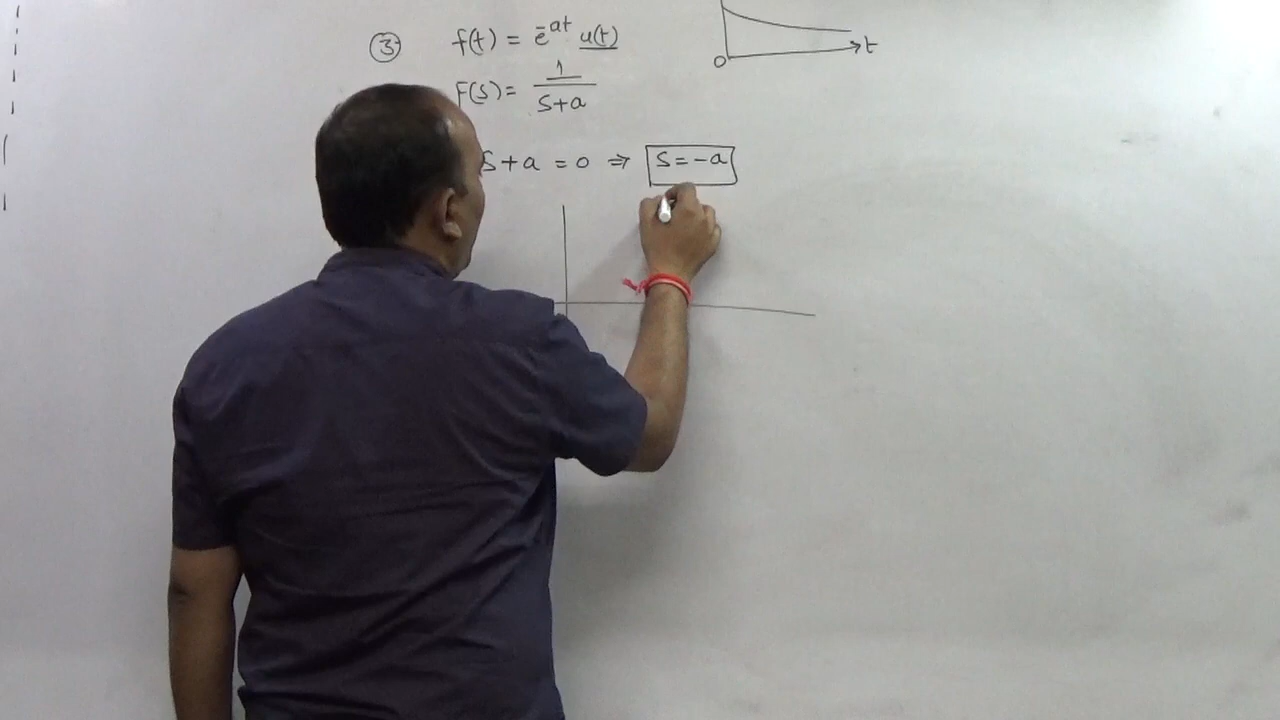 ③ f(t) = e^-at u(t)
F(s) = 1/(s+a)
s+a = 0 ⇒ s = -a
0 t